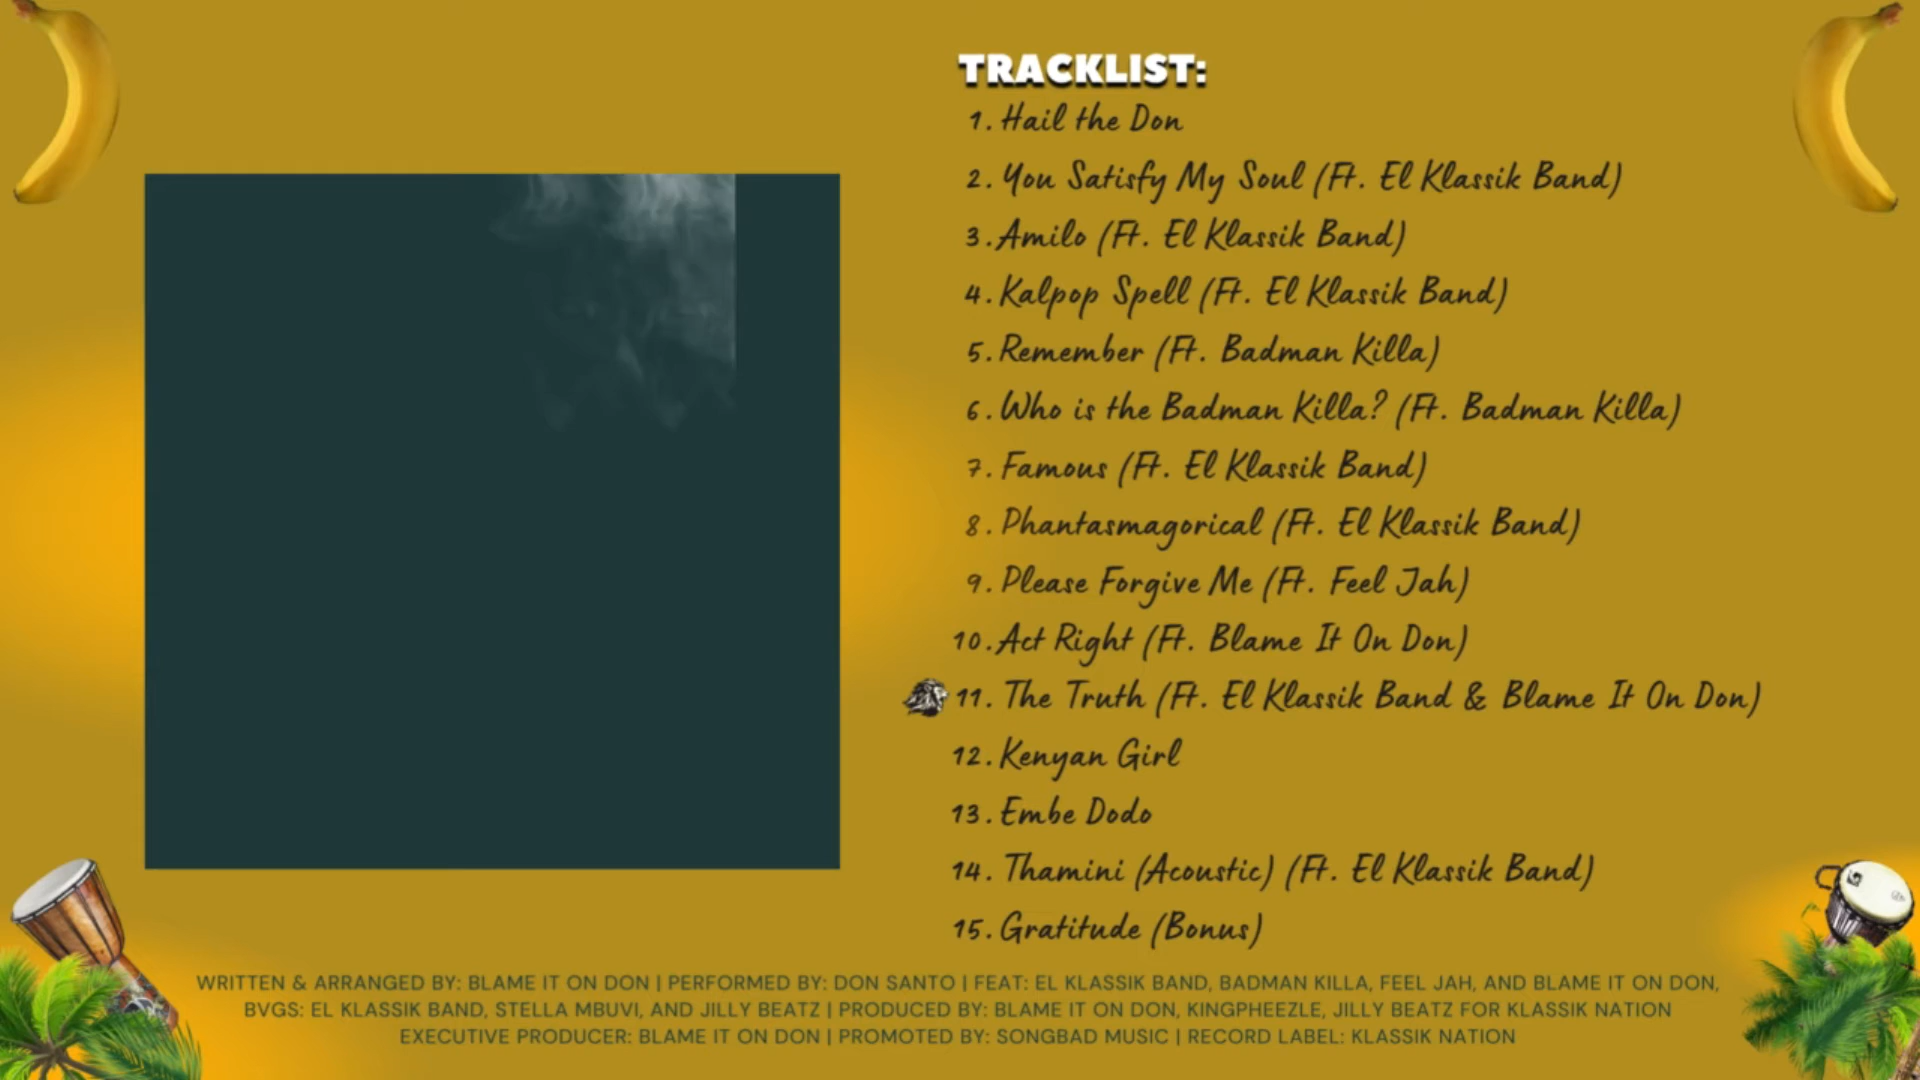 TRACKLIST:
1. Hail the Don
2. You Satisfy My Soul (Ft. El Klassik Band)
3. Amilo (Ft. El Klassik Band)
4. Kalpop Spell (Ft. El Klassik Band)
5. Remember (Ft. Badman Killa)
6. Who is the Badman Killa? (Ft. Badman Killa)
7. Famous (Ft. El Klassik Band)
8. Phantasmagorical (Ft. El Klassik Band)
9. Please Forgive Me (Ft. Feel Jah)
10. Act Right (Ft. Blame It On Don)
11. The Truth (Ft. El Klassik Band & Blame It On Don)
12. Kenyan Girl
13. Embe Dodo
14. Thamini (Acoustic) (Ft. El Klassik Band)
15. Gratitude (Bonus)
WRITTEN & ARRANGED BY: BLAME IT ON DON | PERFORMED BY: DON SANTO | FEAT: EL KLASSIK BAND, BADMAN KILLA, FEEL JAH, AND BLAME IT ON DON,
BVGS: EL KLASSIK BAND, STELLA MBUVI, AND JILLY BEATZ | PRODUCED BY: BLAME IT ON DON, KINGPHEEZLE, JILLY BEATZ FOR KLASSIK NATION
EXECUTIVE PRODUCER: BLAME IT ON DON | PROMOTED BY: SONGBAD MUSIC | RECORD LABEL: KLASSIK NATION